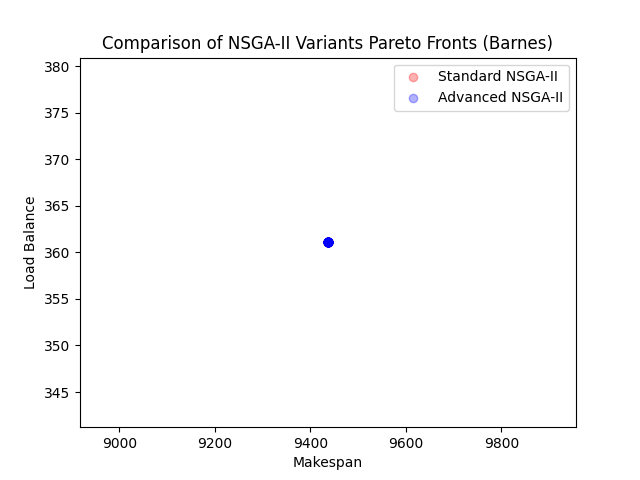 Comparison of NSGA-II Variants Pareto Fronts (Barnes)
Standard NSGA-II
Advanced NSGA-II
Load Balance
380
375
370
365
360
355
350
345
9000 9200 9400 9600 9800
Makespan